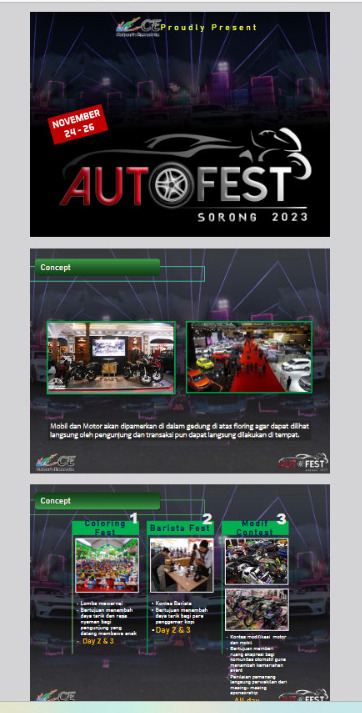 CE
Proudly Present
NOVEMBER
24 - 26
AUTOFEST
SORONG 2023
Concept
Mobil dan Motor akan dipamerkan di dalam gedung di atas floring agar dapat dilihat
langsung oleh pengunjung dan transaksi pun dapat langsung dilakukan di tempat.
CE
AUTOFEST
Concept
1
2
3
Coloring
Fest
Barista Fest
Modif
Contest
• Lomba mewarnai
• Bertujuan menambah
daya tarik dan rasa
nyaman bagi
pengunjung yang
datang membawa anak
• Day 2 & 3
• Kontes Barista
• Bertujuan menambah
daya tarik bagi para
penggemar kopi
• Day 2 & 3
• Kontes modifikasi motor
dan mobil
• Bertujuan memberi
ruang ekspresi bagi
komunitas otomotif guna
menambah kemeriahan
event
• Penilaian pemenang
langsung perwakilan dari
masing- masing
sponsorship
• All day
CE
AUTOFEST